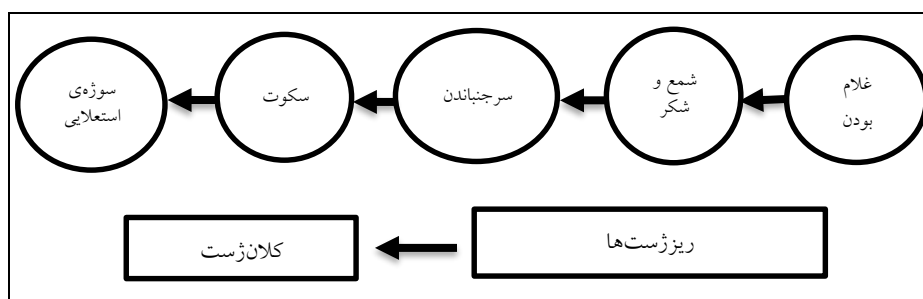 غلام
بودن
شمع و
شکر
سرجنباندن
سکوت
سوژه‌ی
استعلایی
ریزژست‌ها
کلان‌ژست